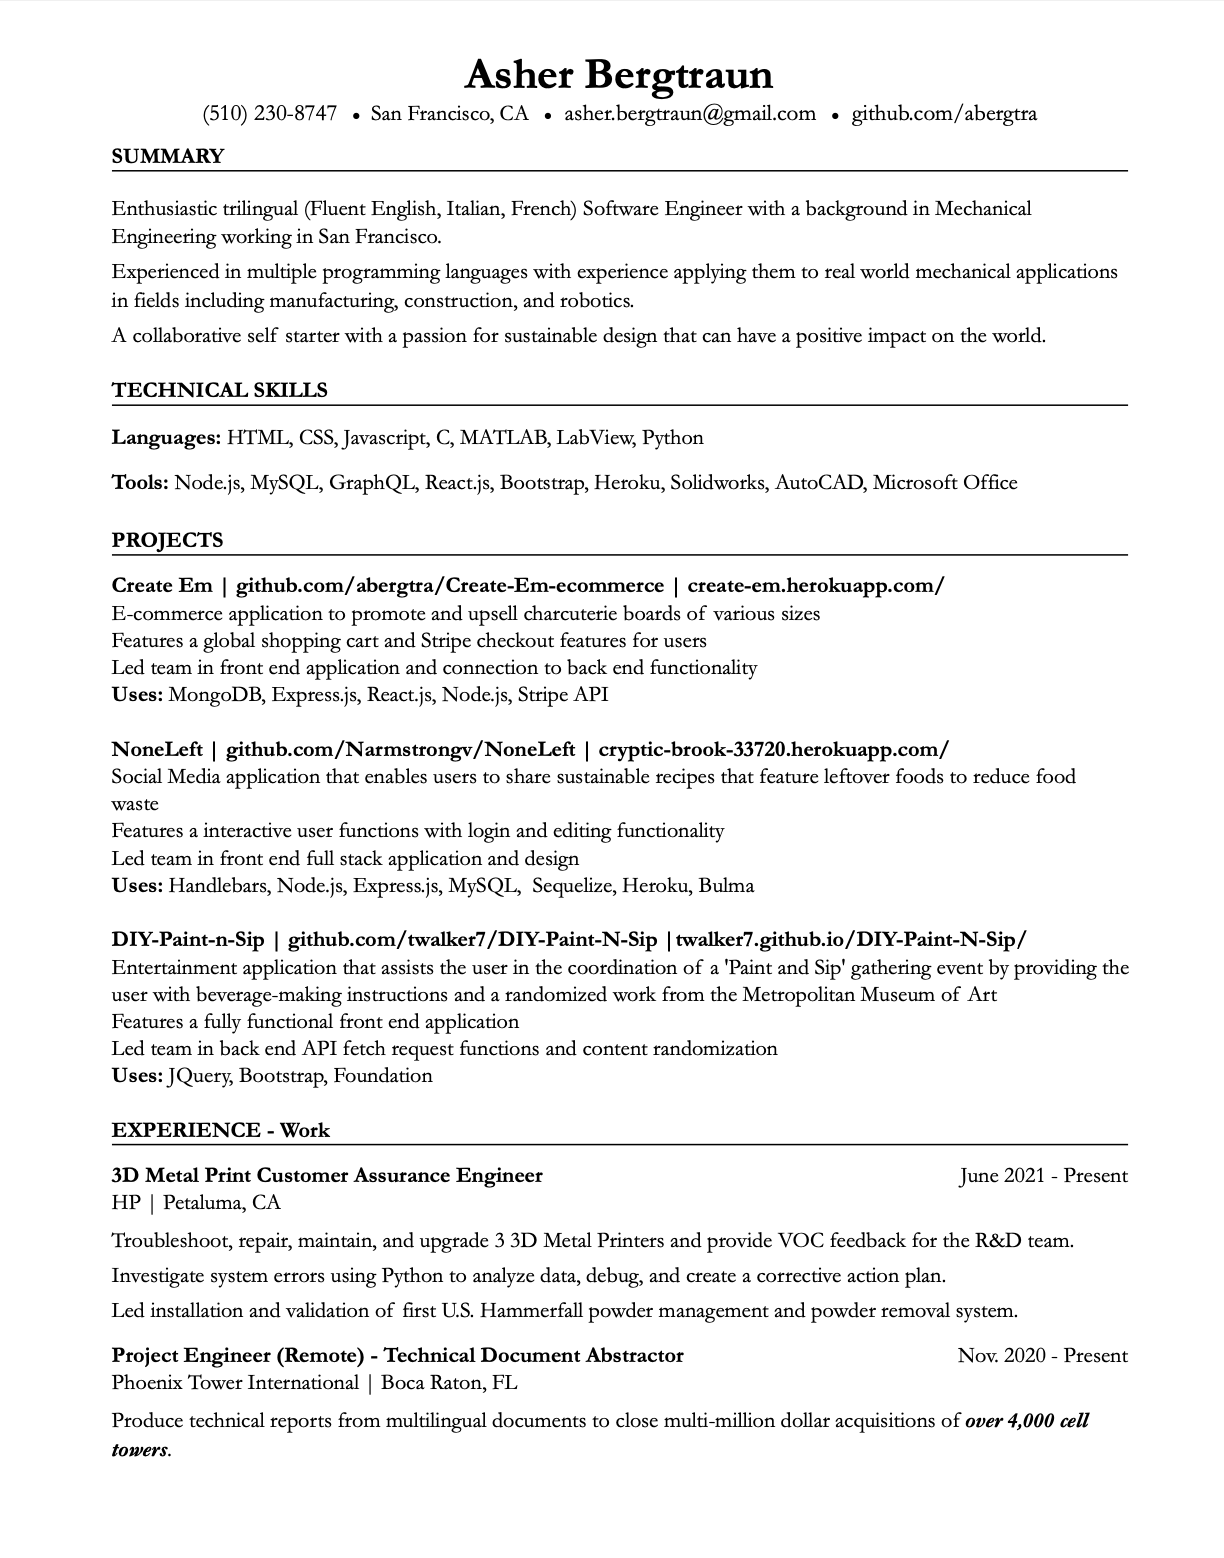 Asher Bergtraun
(510) 230-8747 • San Francisco, CA • asher.bergtraun@gmail.com • github.com/abergtra
SUMMARY
Enthusiastic trilingual (Fluent English, Italian, French) Software Engineer with a background in Mechanical
Engineering working in San Francisco.
Experienced in multiple programming languages with experience applying them to real world mechanical applications
in fields including manufacturing, construction, and robotics.
A collaborative self starter with a passion for sustainable design that can have a positive impact on the world.
TECHNICAL SKILLS
Languages: HTML, CSS, Javascript, C, MATLAB, LabView, Python
Tools: Node.js, MySQL, GraphQL, React.js, Bootstrap, Heroku, Solidworks, AutoCAD, Microsoft Office
PROJECTS
Create Em | github.com/abergtra/Create-Em-ecommerce | create-em.herokuapp.com/
E-commerce application to promote and upsell charcuterie boards of various sizes
Features a global shopping cart and Stripe checkout features for users
Led team in front end application and connection to back end functionality
Uses: MongoDB, Express.js, React.js, Node.js, Stripe API
NoneLeft | github.com/Narmstrongv/NoneLeft | cryptic-brook-33720.herokuapp.com/
Social Media application that enables users to share sustainable recipes that feature leftover foods to reduce food
waste
Features a interactive user functions with login and editing functionality
Led team in front end full stack application and design
Uses: Handlebars, Node.js, Express.js, MySQL, Sequelize, Heroku, Bulma
DIY-Paint-n-Sip | github.com/twalker7/DIY-Paint-N-Sip |twalker7.github.io/DIY-Paint-N-Sip/
Entertainment application that assists the user in the coordination of a 'Paint and Sip' gathering event by providing the
user with beverage-making instructions and a randomized work from the Metropolitan Museum of Art
Features a fully functional front end application
Led team in back end API fetch request functions and content randomization
Uses: JQuery, Bootstrap, Foundation
EXPERIENCE - Work
3D Metal Print Customer Assurance Engineer June 2021 - Present
HP | Petaluma, CA
Troubleshoot, repair, maintain, and upgrade 3 3D Metal Printers and provide VOC feedback for the R&D team.
Investigate system errors using Python to analyze data, debug, and create a corrective action plan.
Led installation and validation of first U.S. Hammerfall powder management and powder removal system.
Project Engineer (Remote) - Technical Document Abstractor Nov. 2020 - Present
Phoenix Tower International | Boca Raton, FL
Produce technical reports from multilingual documents to close multi-million dollar acquisitions of over 4,000 cell
towers.